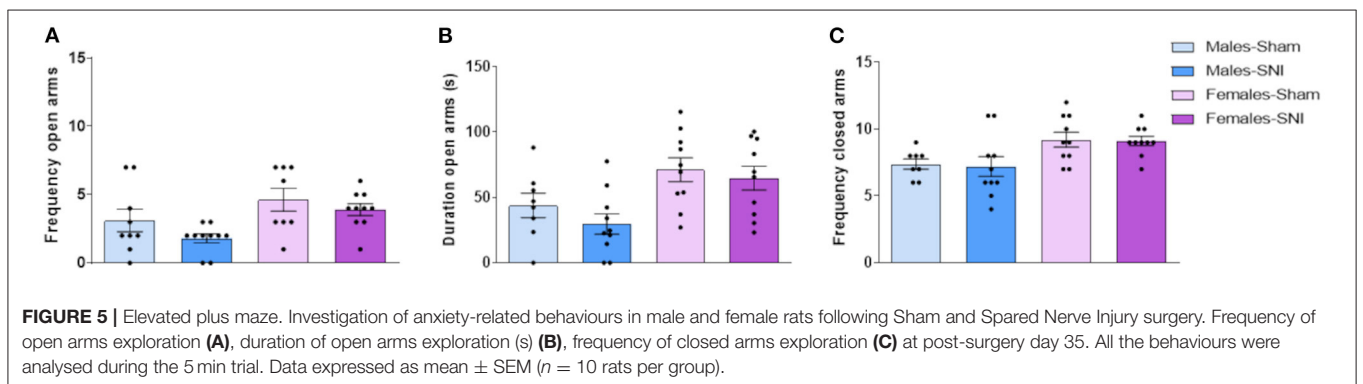 A
15
10
5
0
Frequency open arms
B
150
100
50
0
Duration open arms (s)
C
15
10
5
0
Frequency closed arms
Males-Sham
Males-SNI
Females-Sham
Females-SNI
FIGURE 5 | Elevated plus maze. Investigation of anxiety-related behaviours in male and female rats following Sham and Spared Nerve Injury surgery. Frequency of
open arms exploration (A), duration of open arms exploration (s) (B), frequency of closed arms exploration (C) at post-surgery day 35. All the behaviours were
analysed during the 5 min trial. Data expressed as mean ± SEM (n = 10 rats per group).